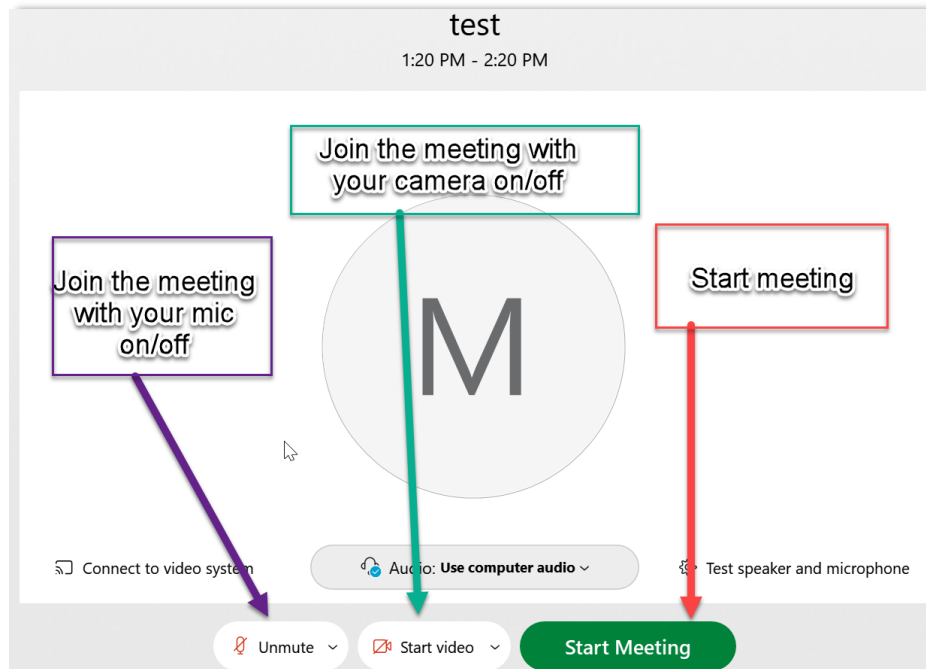 test
1:20 PM - 2:20 PM
Join the meeting with
your camera on/off
Join the meeting
with your mic
on/off
Start meeting
M
Connect to video system
Audio: Use computer audio
Test speaker and microphone
Unmute
Start video
Start Meeting